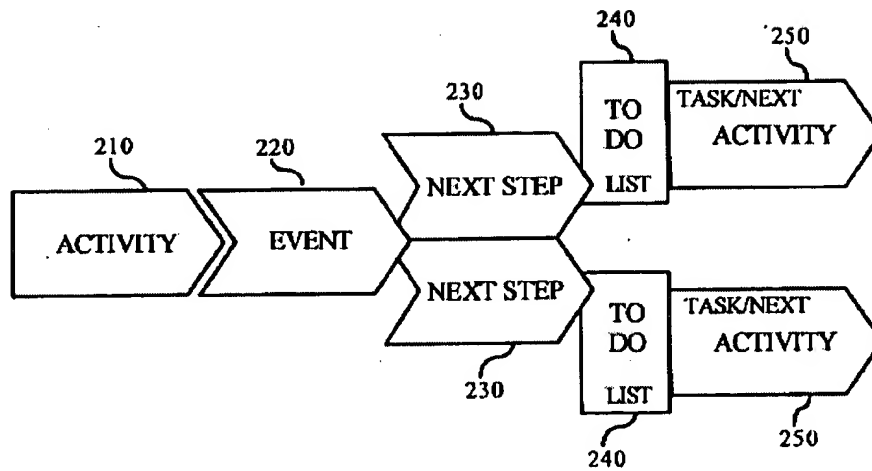 240
250
230
TO
DO
LIST
TASK/NEXT
ACTIVITY
210
220
NEXT STEP
ACTIVITY
EVENT
NEXT STEP
TO
DO
LIST
TASK/NEXT
ACTIVITY
230
240
250